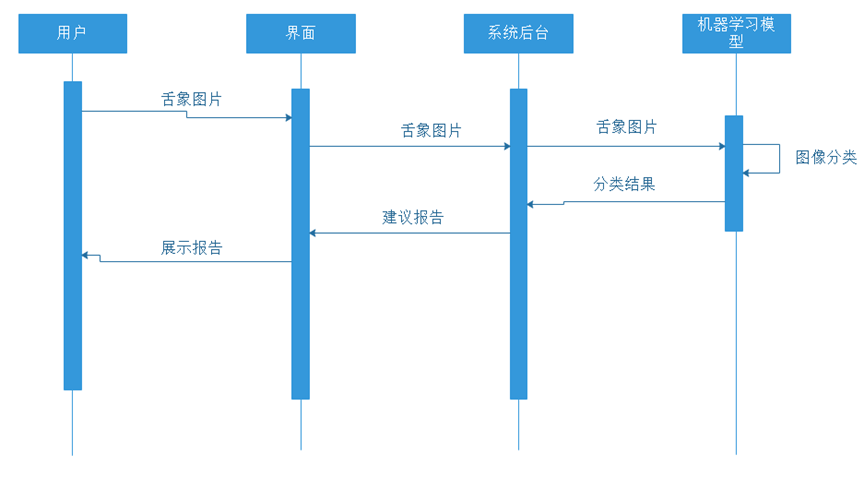 用户
界面
系统后台
机器学习模
型
舌象图片
舌象图片
舌象图片
图像分类
分类结果
建议报告
展示报告